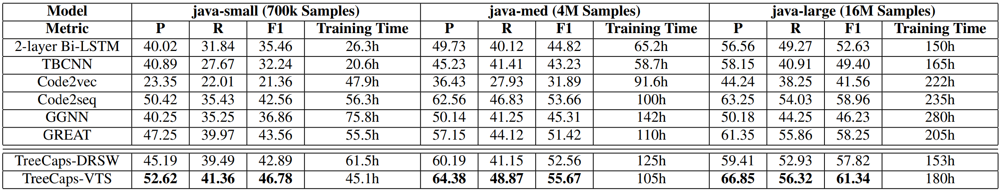 Model java-small (700k Samples) java-med (4M Samples) java-large (16M Samples)
Metric P R F1 Training Time P R F1 Training Time P R F1 Training Time
2-layer Bi-LSTM 40.02 31.84 35.46 26.3h 49.73 40.12 44.82 65.2h 56.56 49.27 52.63 150h
TBCNN 40.89 27.67 32.24 20.6h 45.23 41.41 43.23 58.7h 58.15 40.91 49.40 165h
Code2vec 23.35 22.01 21.36 47.9h 36.43 27.93 31.89 91.6h 44.24 38.25 41.56 222h
Code2seq 50.42 35.43 42.56 56.3h 62.56 46.83 53.66 100h 63.25 54.03 58.96 235h
GGNN 40.25 35.25 36.86 75.8h 50.14 41.25 45.31 142h 50.18 44.25 46.23 280h
GREAT 47.25 39.97 43.56 55.5h 57.15 44.12 51.42 110h 61.35 55.86 58.25 205h
TreeCaps-DRSW 45.19 39.49 42.89 61.5h 60.19 41.15 52.56 125h 59.41 52.93 57.82 153h
TreeCaps-VTS 52.62 41.36 46.78 45.1h 64.38 48.87 55.67 105h 66.85 56.32 61.34 180h